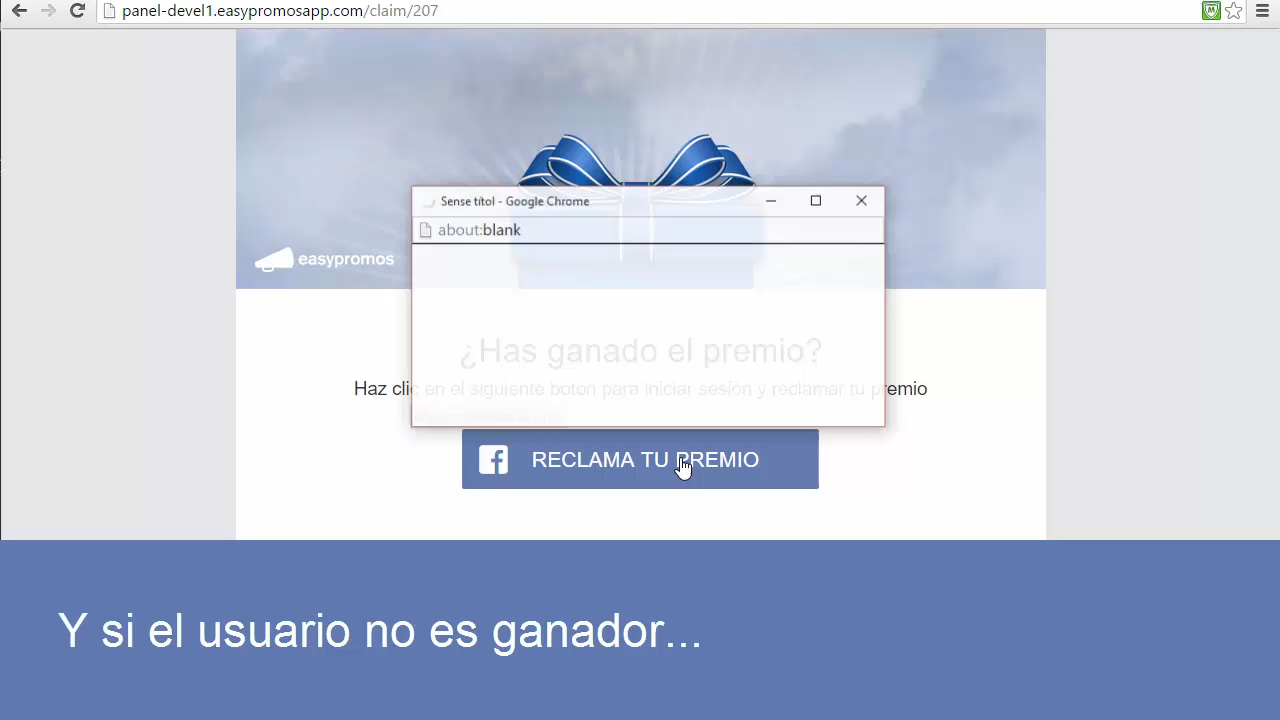 panel-devel1.easypromosapp.com/claim/207
Sense títol - Google Chrome
about:blank
easypromos
¿Has ganado el premio?
Haz clic en el siguiente botón para iniciar sesión y reclamar tu premio
RECLAMA TU PREMIO
Y si el usuario no es ganador...